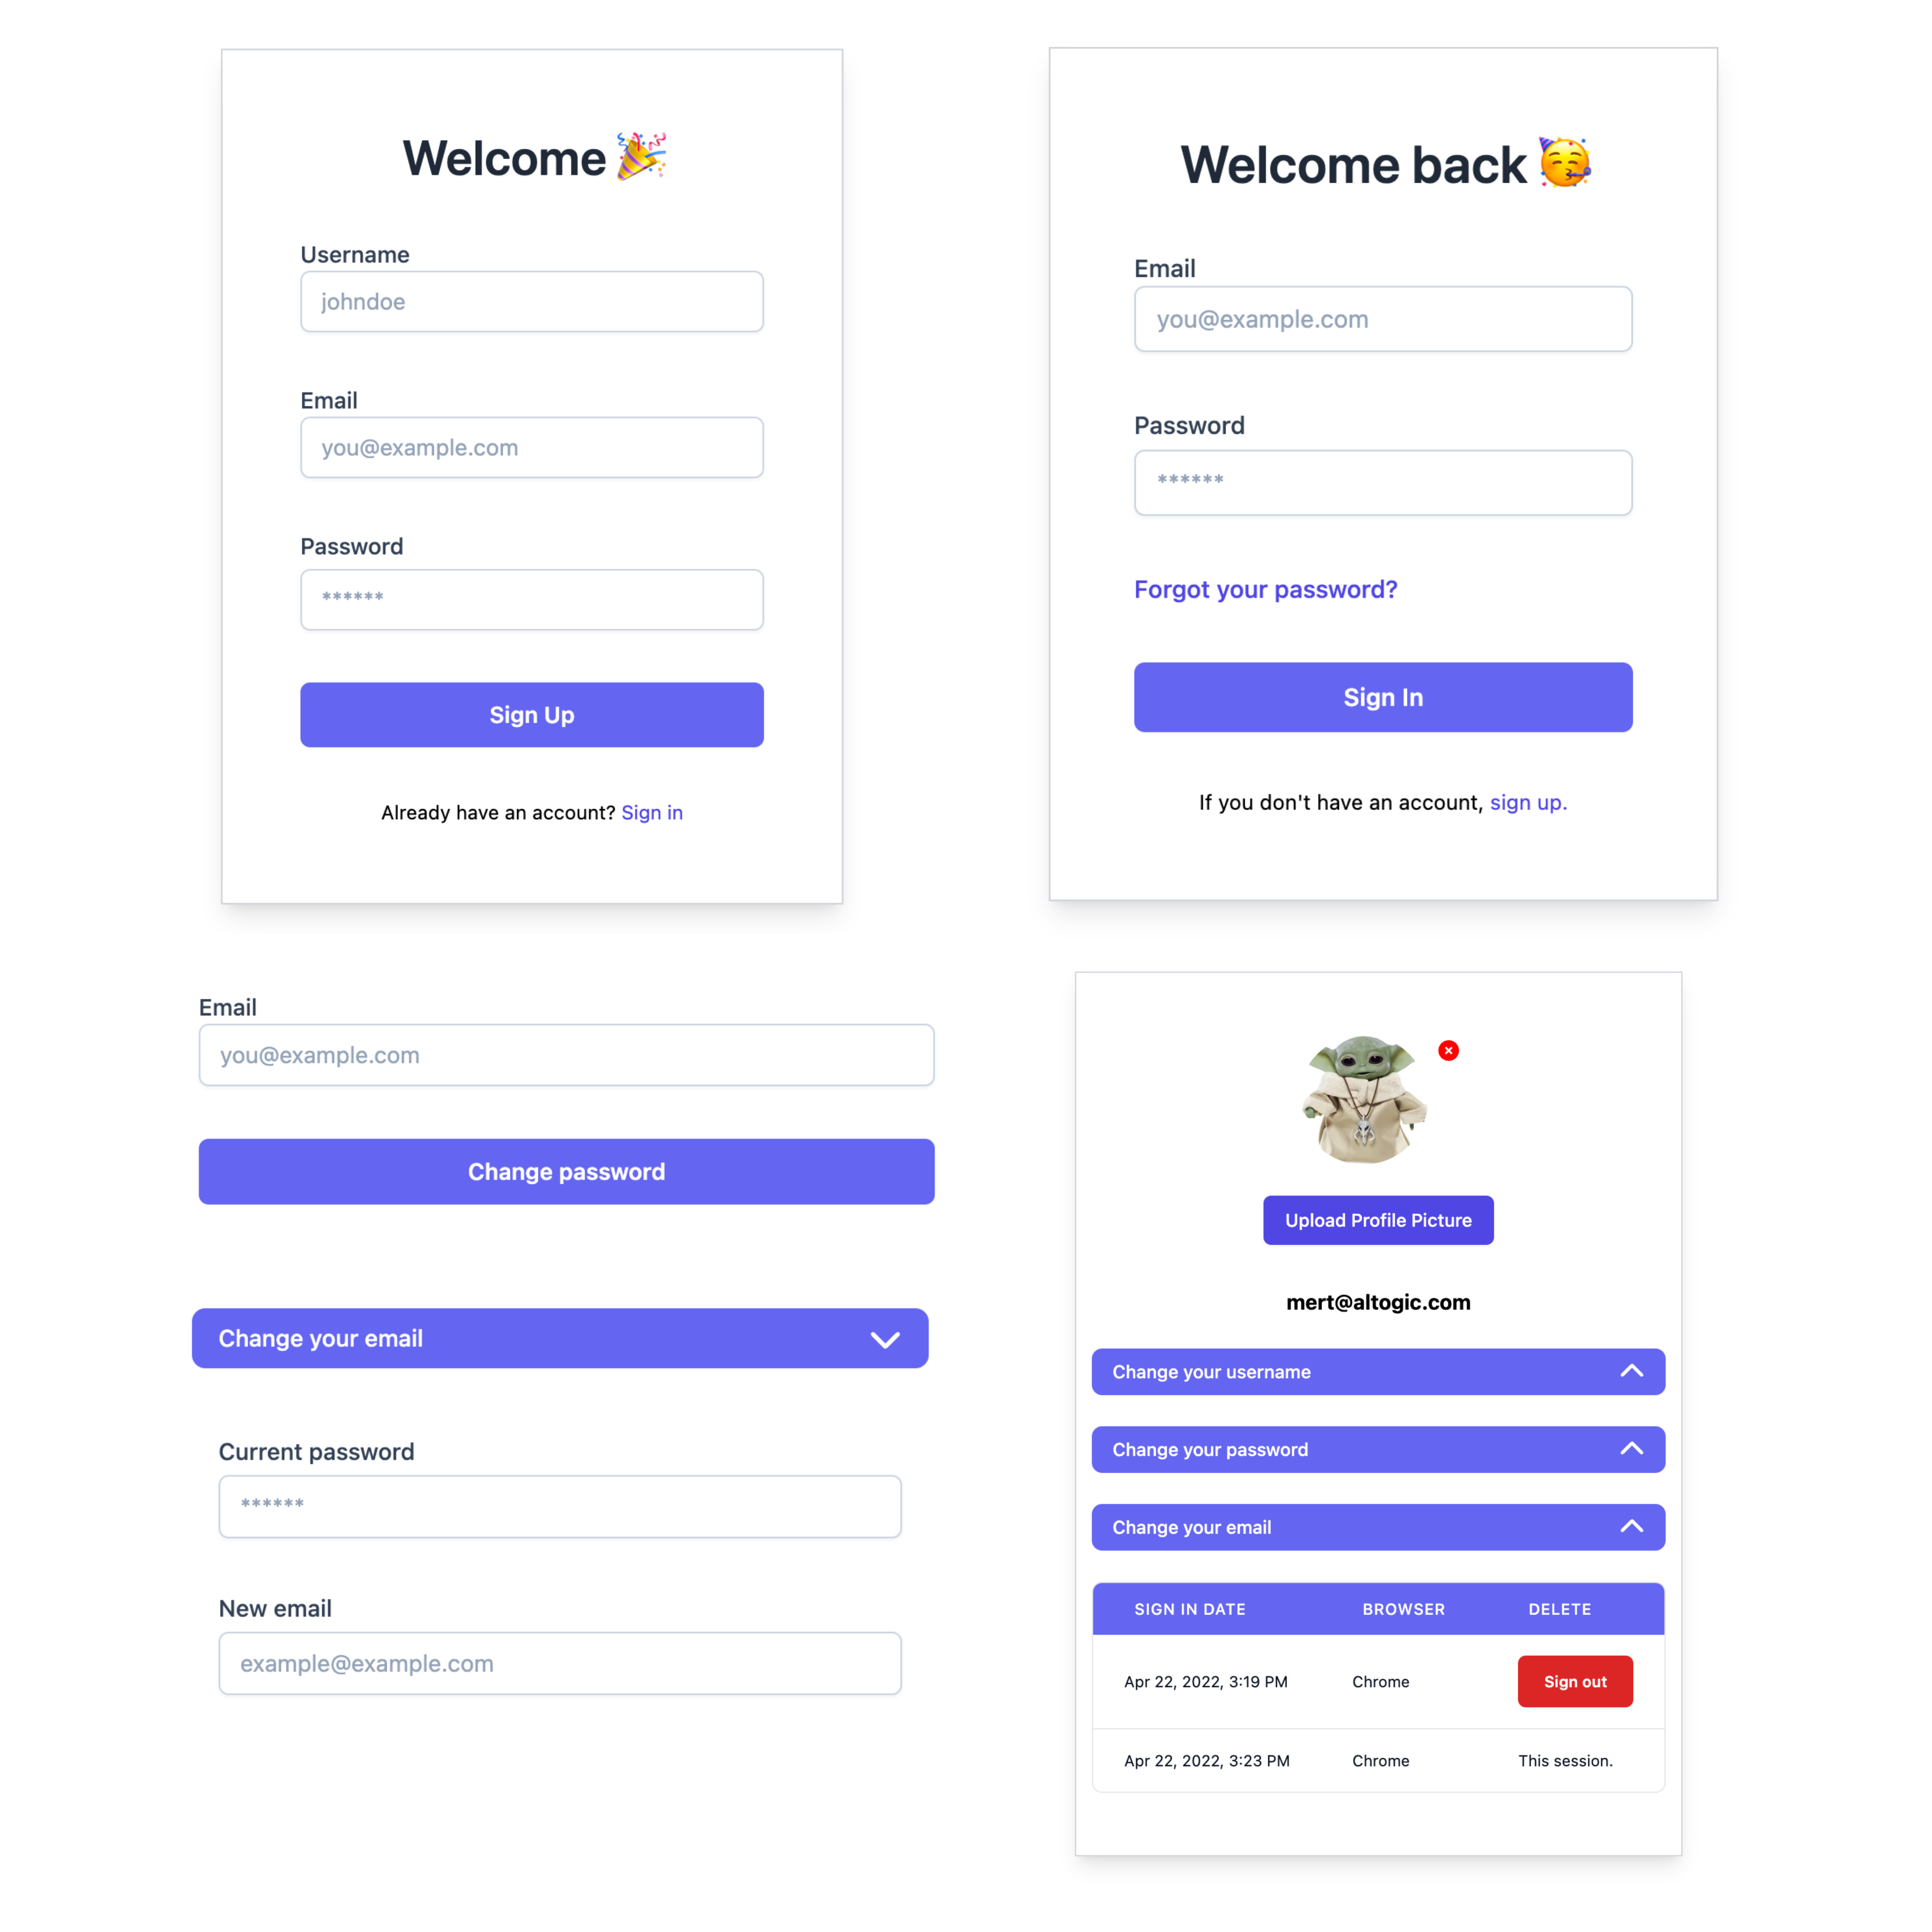 Welcome 🎉
Username
johndoe
Email
you@example.com
Password
******
Sign Up
Already have an account? Sign in
Welcome back 🥳
Email
you@example.com
Password
******
Forgot your password?
Sign In
If you don't have an account, sign up.
Email
you@example.com
Change password
Change your email
Current password
******
New email
example@example.com
Upload Profile Picture
mert@altogic.com
Change your username
Change your password
Change your email
SIGN IN DATE BROWSER DELETE
Apr 22, 2022, 3:19 PM Chrome Sign out
Apr 22, 2022, 3:23 PM Chrome This session.